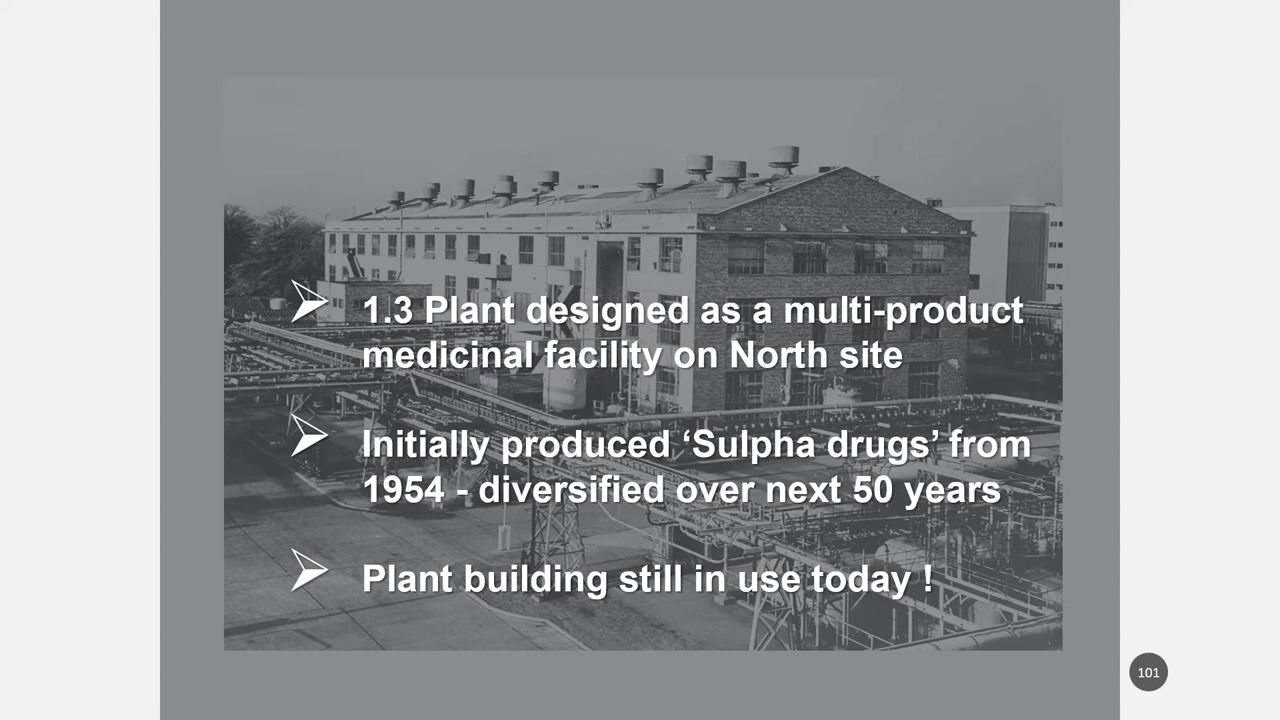 1.3 Plant designed as a multi-product
medicinal facility on North site
Initially produced ‘Sulpha drugs’ from
1954 - diversified over next 50 years
Plant building still in use today !
101